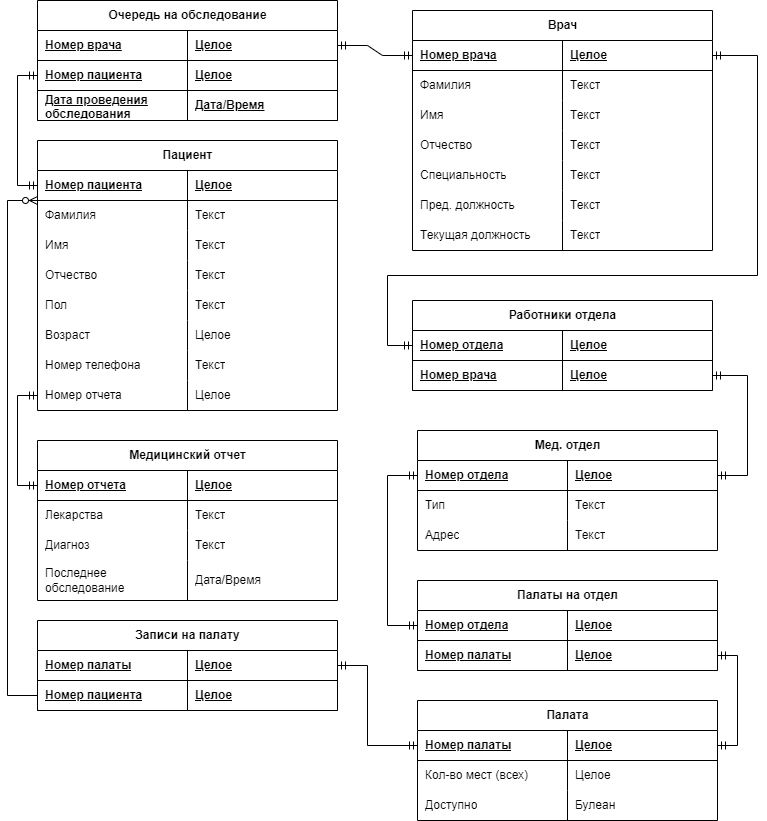 Очередь на обследование
Номер врача Целое
Номер пациента Целое
Дата проведения
обследования
Дата/Время
Пациент
Номер пациента Целое
Фамилия Текст
Имя Текст
Отчество Текст
Пол Текст
Возраст Целое
Номер телефона Текст
Номер отчета Целое
Медицинский отчет
Номер отчета Целое
Лекарства Текст
Диагноз Текст
Последнее
обследование
Дата/Время
Записи на палату
Номер палаты Целое
Номер пациента Целое
Врач
Номер врача Целое
Фамилия Текст
Имя Текст
Отчество Текст
Специальность Текст
Пред. должность Текст
Текущая должность Текст
Работники отдела
Номер отдела Целое
Номер врача Целое
Мед. отдел
Номер отдела Целое
Тип Текст
Адрес Текст
Палаты на отдел
Номер отдела Целое
Номер палаты Целое
Палата
Номер палаты Целое
Кол-во мест (всех) Целое
Доступно Булеан